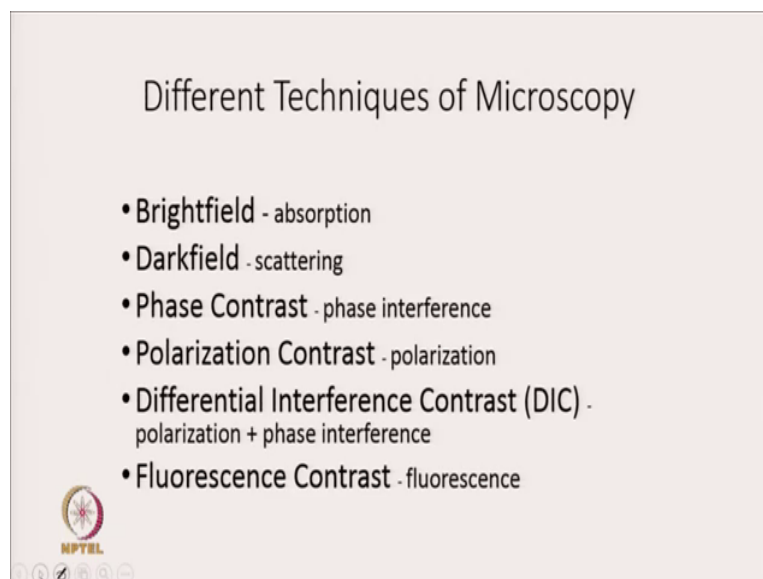 Different Techniques of Microscopy
• Brightfield - absorption
• Darkfield - scattering
• Phase Contrast - phase interference
• Polarization Contrast - polarization
• Differential Interference Contrast (DIC) -
polarization + phase interference
• Fluorescence Contrast - fluorescence
NPTEL